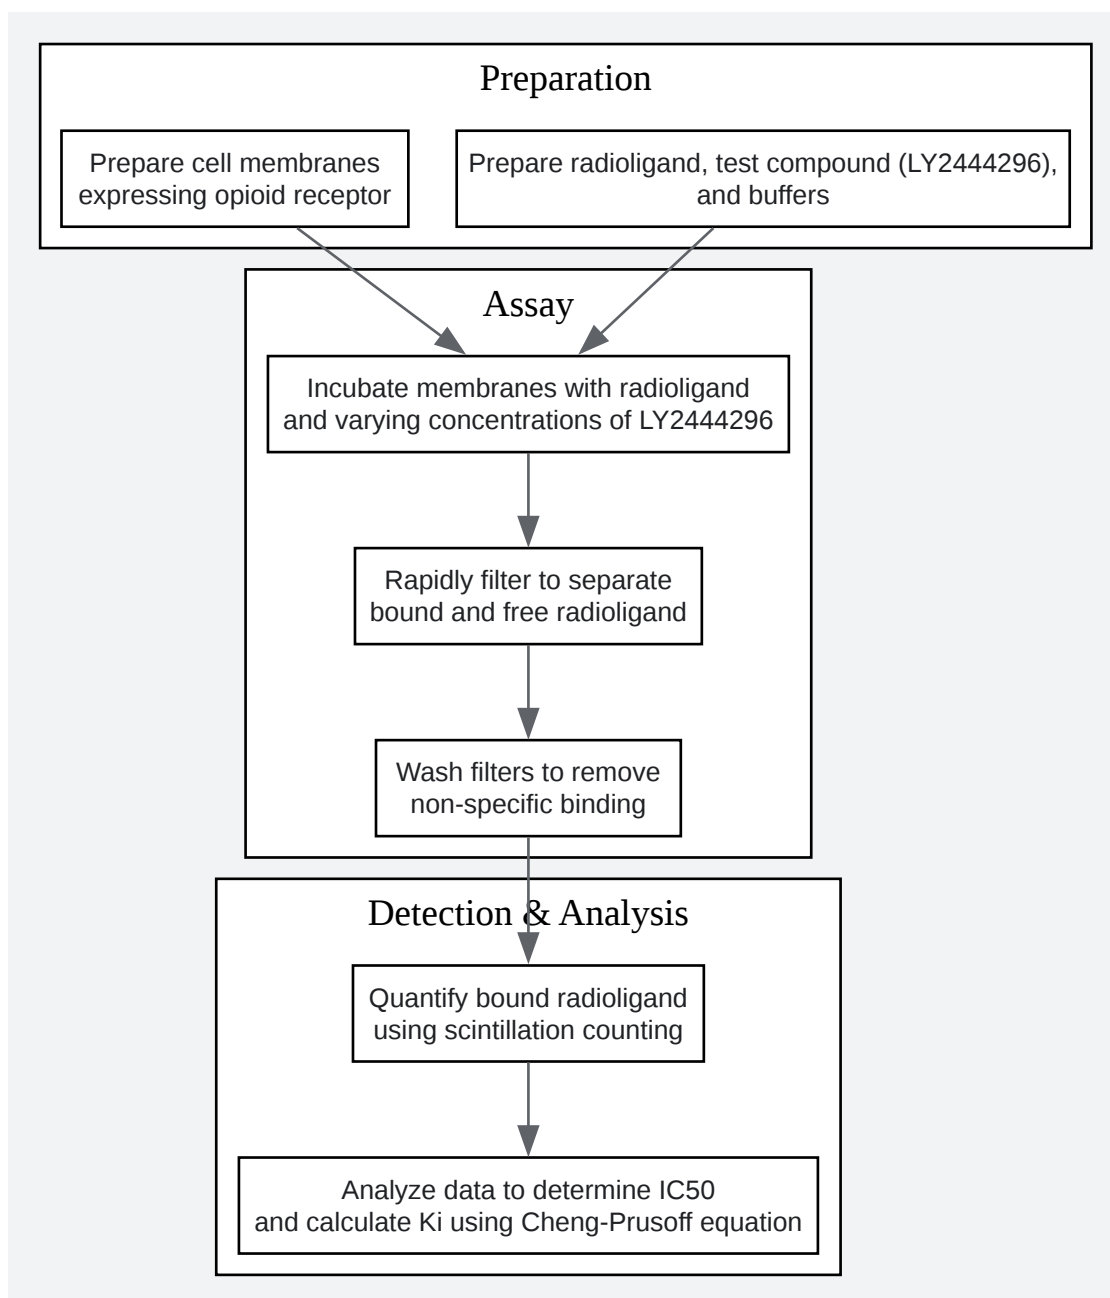 Preparation
Prepare cell membranes
expressing opioid receptor
Prepare radioligand, test compound (LY2444296),
and buffers
Assay
Incubate membranes with radioligand
and varying concentrations of LY2444296
Rapidly filter to separate
bound and free radioligand
Wash filters to remove
non-specific binding
Detection & Analysis
Quantify bound radioligand
using scintillation counting
Analyze data to determine IC50
and calculate Ki using Cheng-Prusoff equation